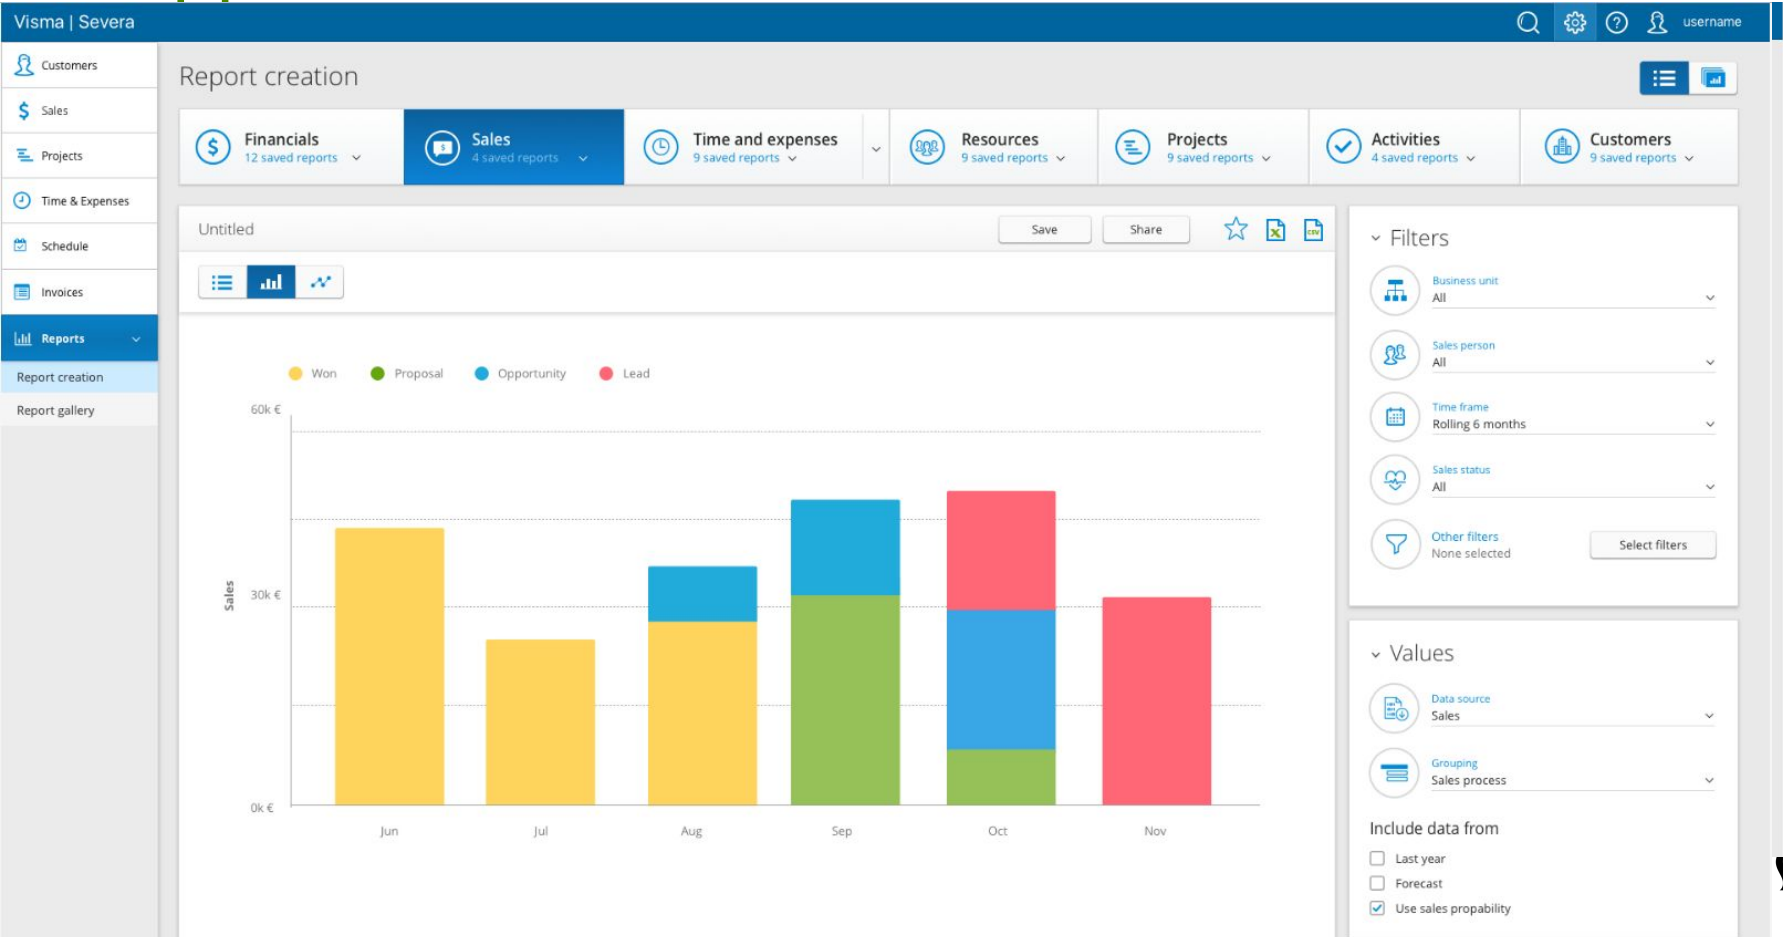 Visma | Severa
username
Customers
Sales
Projects
Time & Expenses
Schedule
Invoices
Reports
Report creation
Report gallery
Report creation
Financials
12 saved reports
Sales
4 saved reports
Time and expenses
9 saved reports
Resources
9 saved reports
Projects
9 saved reports
Activities
4 saved reports
Customers
9 saved reports
Untitled
Save
Share
X
CSV
Won
Proposal
Opportunity
Lead
60k €
30k €
0k €
Sales
Jun
Jul
Aug
Sep
Oct
Nov
Filters
Business unit
All
Sales person
All
Time frame
Rolling 6 months
Sales status
All
Other filters
None selected
Select filters
Values
Data source
Sales
Grouping
Sales process
Include data from
Last year
Forecast
Use sales propability